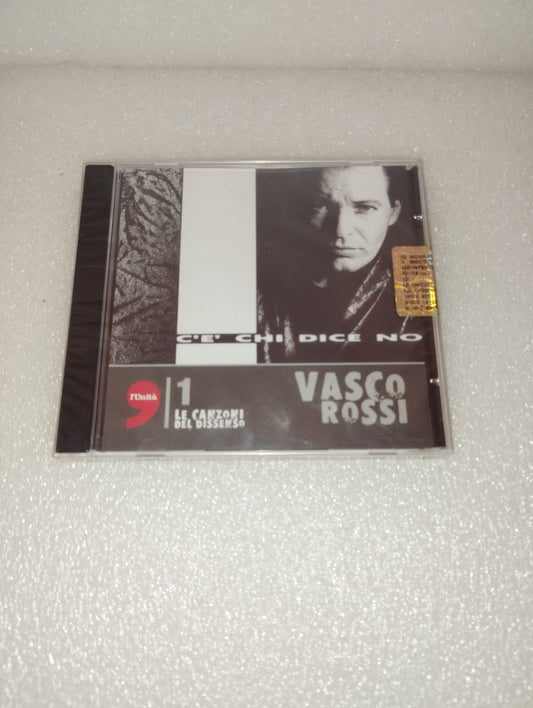 C'E' CHI DICE NO
l'Unità
1
LE CANZONI
DEL DISSENSO
VASCO
ROSSI